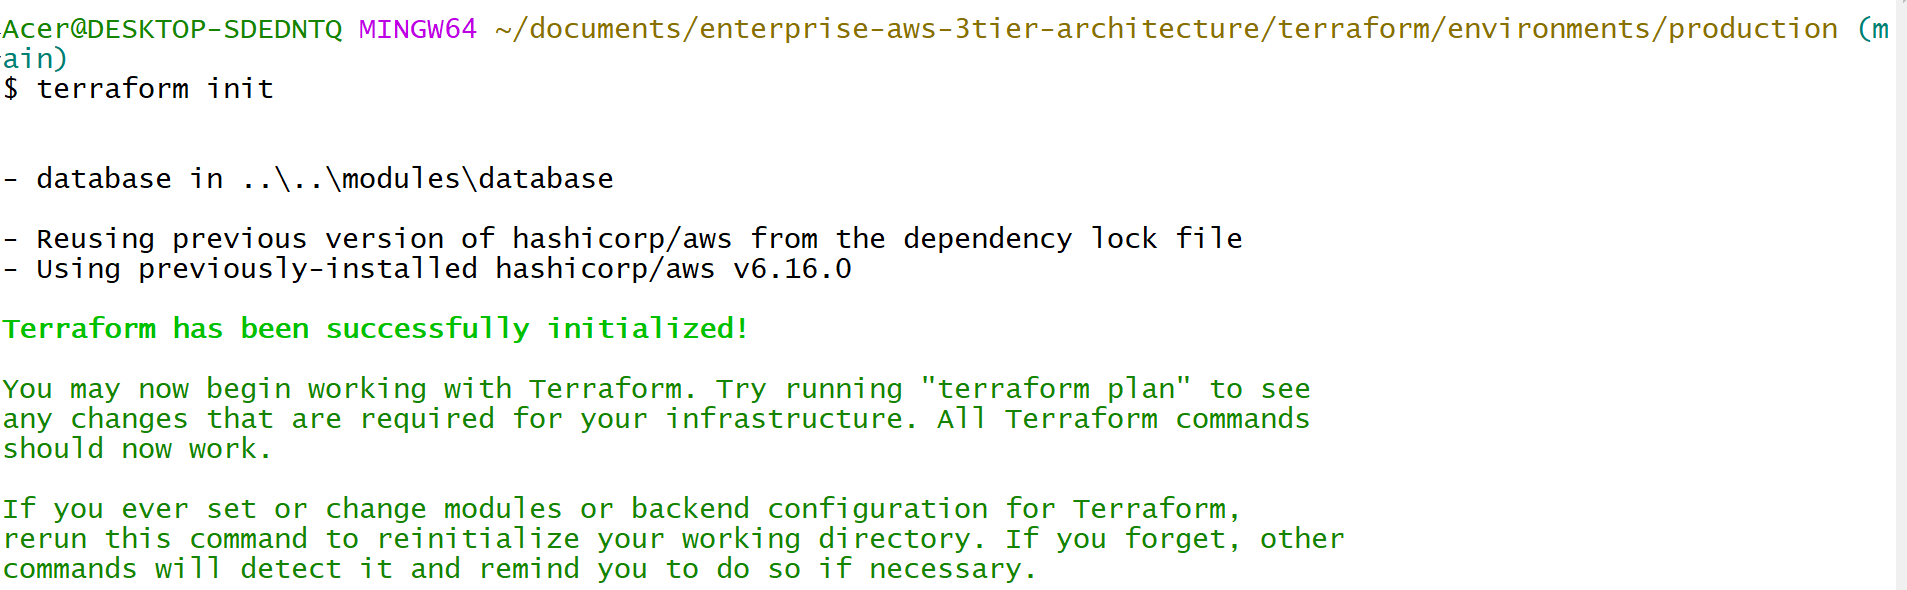 Acer@DESKTOP-SDEDNTQ MINGW64 ~/documents/enterprise-aws-3tier-architecture/terraform/environments/production (m
ain)
$ terraform init
- database in ..\..\modules\database
- Reusing previous version of hashicorp/aws from the dependency lock file
- Using previously-installed hashicorp/aws v6.16.0
Terraform has been successfully initialized!
You may now begin working with Terraform. Try running "terraform plan" to see
any changes that are required for your infrastructure. All Terraform commands
should now work.
If you ever set or change modules or backend configuration for Terraform,
rerun this command to reinitialize your working directory. If you forget, other
commands will detect it and remind you to do so if necessary.